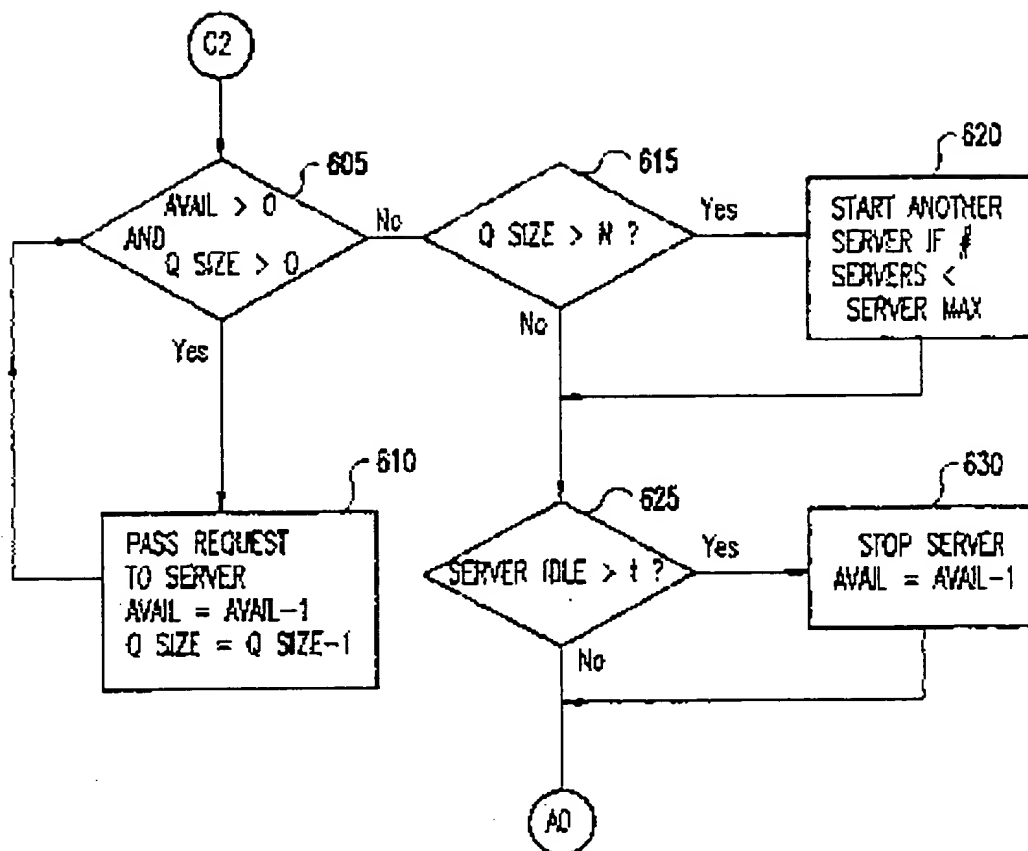 C2
605
AVAIL > 0
AND
Q SIZE > 0
No
Yes
615
Q SIZE > N ?
Yes
No
620
START ANOTHER
SERVER IF #
SERVERS <
SERVER MAX
610
PASS REQUEST
TO SERVER
AVAIL = AVAIL-1
Q SIZE = Q SIZE-1
625
SERVER IDLE > t ?
Yes
No
630
STOP SERVER
AVAIL = AVAIL-1
A0